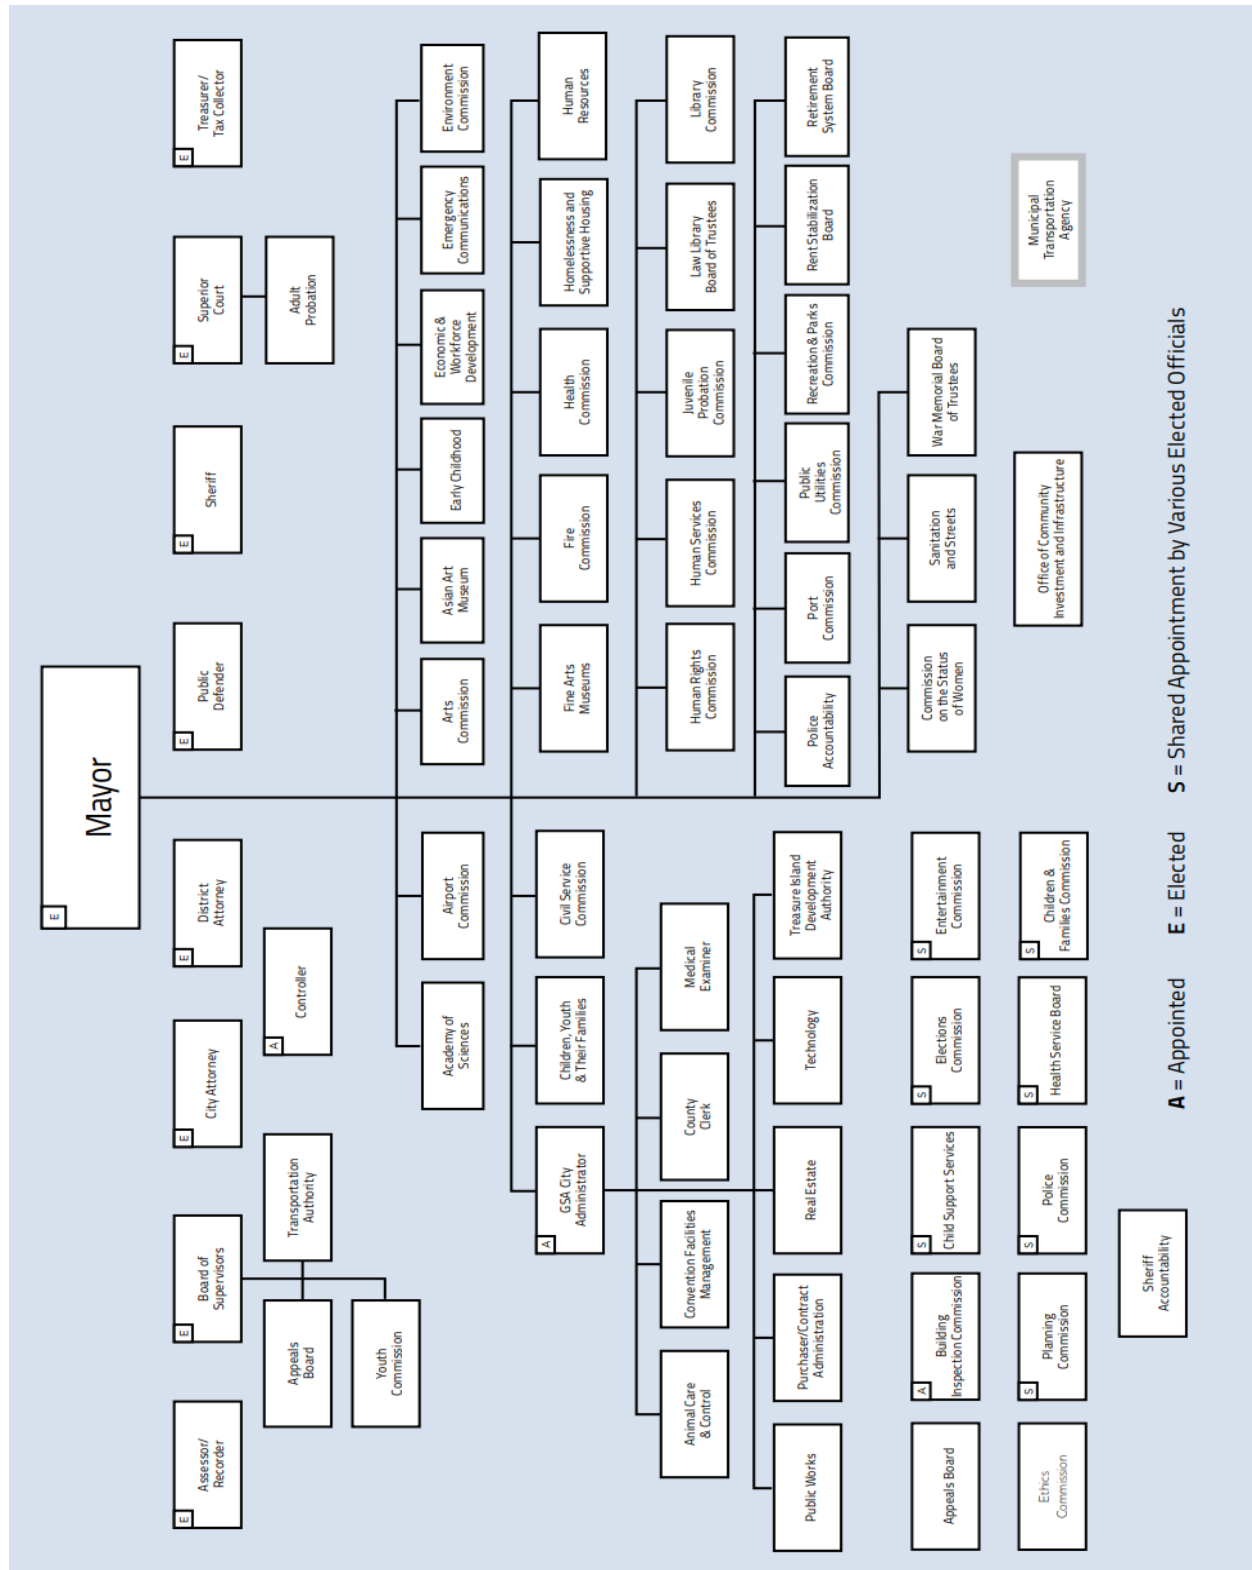 E
Mayor
E
Assessor/
Recorder
E
Board of
Supervisors
E
City Attorney
E
District
Attorney
E
Public
Defender
E
Sheriff
E
Superior
Court
E
Treasurer/
Tax Collector
Appeals
Board
Transportation
Authority
A
Controller
Adult
Probation
Youth
Commission
Academy of
Sciences
Airport
Commission
Arts
Commission
Asian Art
Museum
Early Childhood
Economic &
Workforce
Development
Emergency
Communications
Environment
Commission
A
GSA City
Administrator
Children, Youth
& Their Families
Civil Service
Commission
Fine Arts
Museums
Fire
Commission
Health
Commission
Homelessness and
Supportive Housing
Human
Resources
Animal Care
& Control
Convention Facilities
Management
County
Clerk
Medical
Examiner
Human Rights
Commission
Human Services
Commission
Juvenile
Probation
Commission
Law Library
Board of Trustees
Library
Commission
Public Works
Purchaser/Contract
Administration
Real Estate
Technology
Treasure Island
Development
Authority
Police
Accountability
Port
Commission
Public
Utilities
Commission
Recreation & Parks
Commission
Rent Stabilization
Board
Retirement
System Board
Appeals Board
A
Building
Inspection Commission
S
Child Support Services
S
Elections
Commission
S
Entertainment
Commission
Commission
on the Status
of Women
Sanitation
and Streets
War Memorial Board
of Trustees
Ethics
Commission
S
Planning
Commission
S
Police
Commission
S
Health Service Board
S
Children &
Families Commission
Office of Community
Investment and Infrastructure
Municipal
Transportation
Agency
Sheriff
Accountability
A = Appointed E = Elected S = Shared Appointment by Various Elected Officials